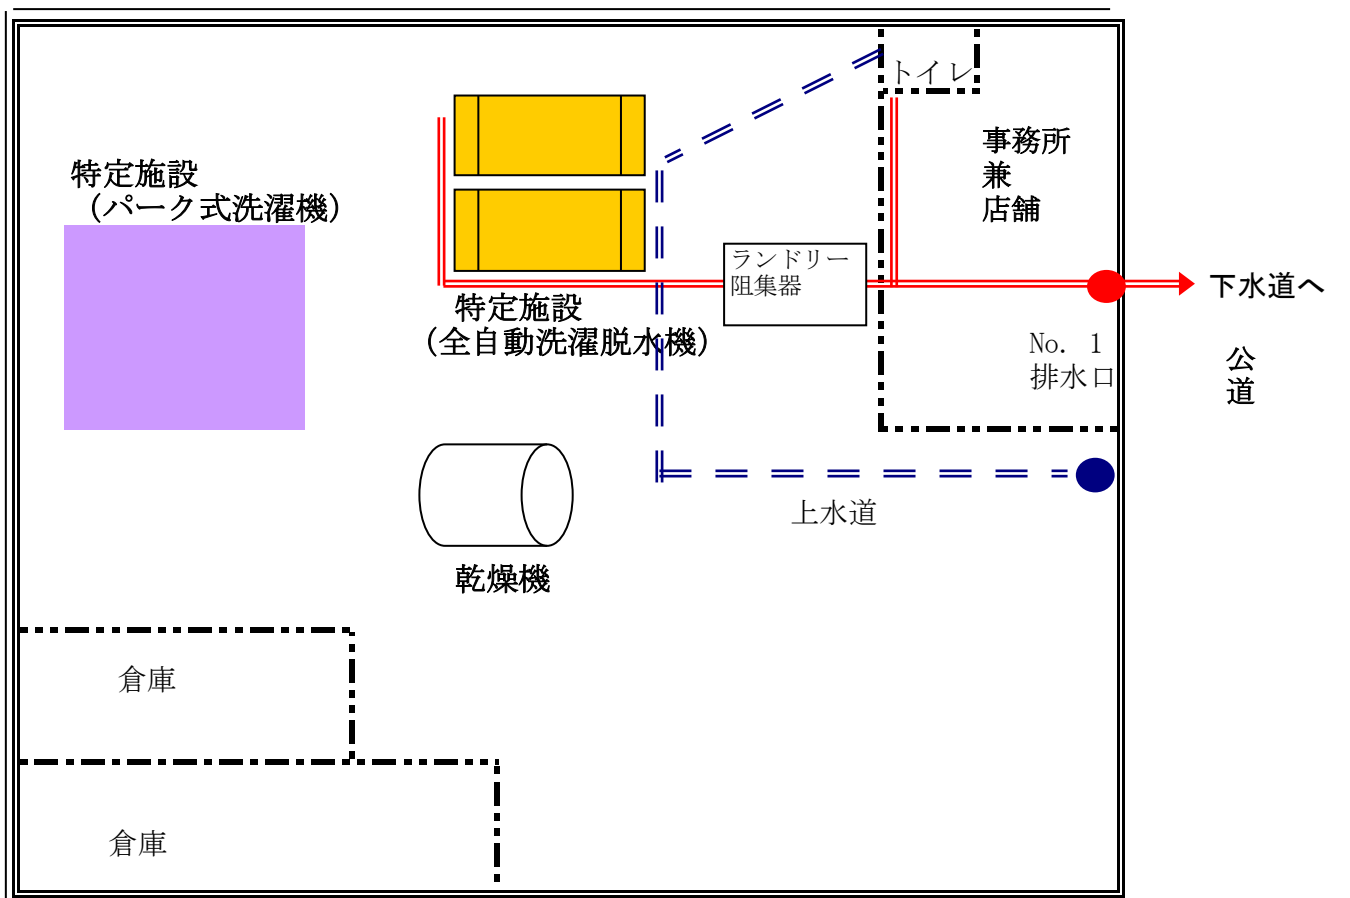 トイレ
事務所
兼
店舗
特定施設
（パーク式洗濯機）
ランドリー
阻集器
下水道へ
特定施設
（全自動洗濯脱水機）
No. 1
排水口
公
道
上水道
乾燥機
倉庫
倉庫